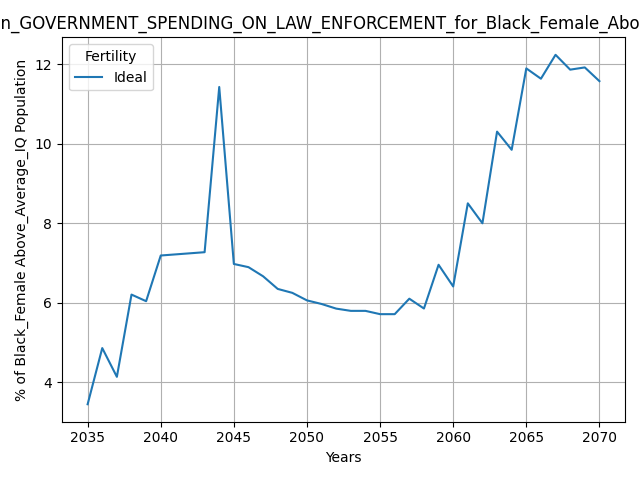 n_GOVERNMENT_SPENDING_ON_LAW_ENFORCEMENT_for_Black_Female_Abo
Fertility
Ideal
% of Black_Female Above_Average_IQ Population
12
10
8
6
4
2035 2040 2045 2050 2055 2060 2065 2070
Years